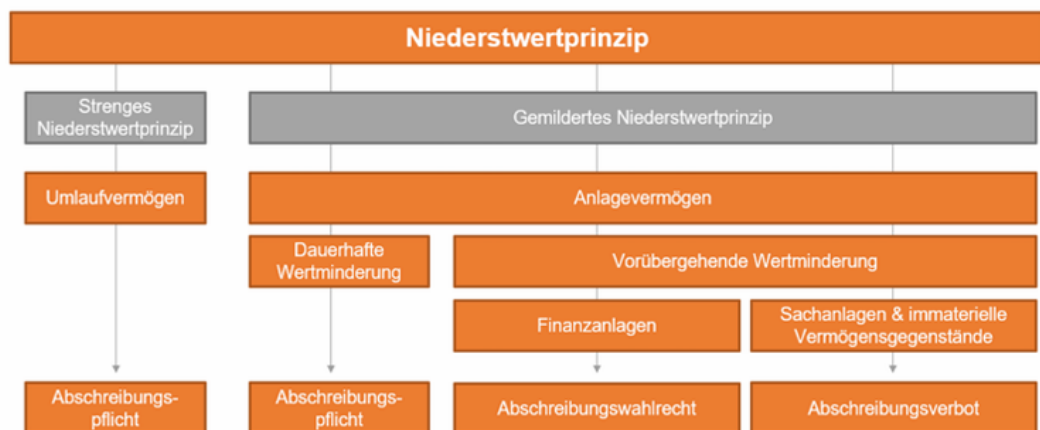 Niederstwertprinzip
Strenges
Niederstwertprinzip
Gemildertes Niederstwertprinzip
Umlaufvermögen
Anlagevermögen
Dauerhafte
Wertminderung
Vorübergehende Wertminderung
Finanzanlagen
Sachanlagen & immaterielle
Vermögensgegenstände
Abschreibungs-
pflicht
Abschreibungs-
pflicht
Abschreibungswahlrecht
Abschreibungsverbot